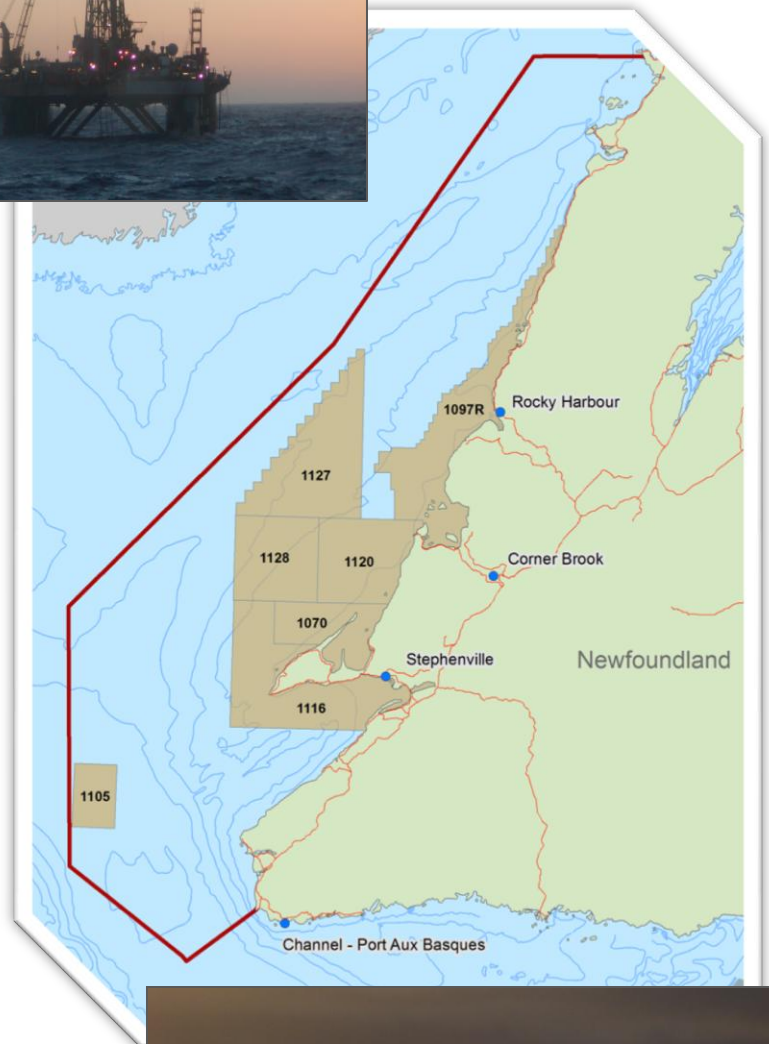 1097R
Rocky Harbour
1127
1128
1120
Corner Brook
1070
Stephenville
Newfoundland
1116
1105
Channel - Port Aux Basques